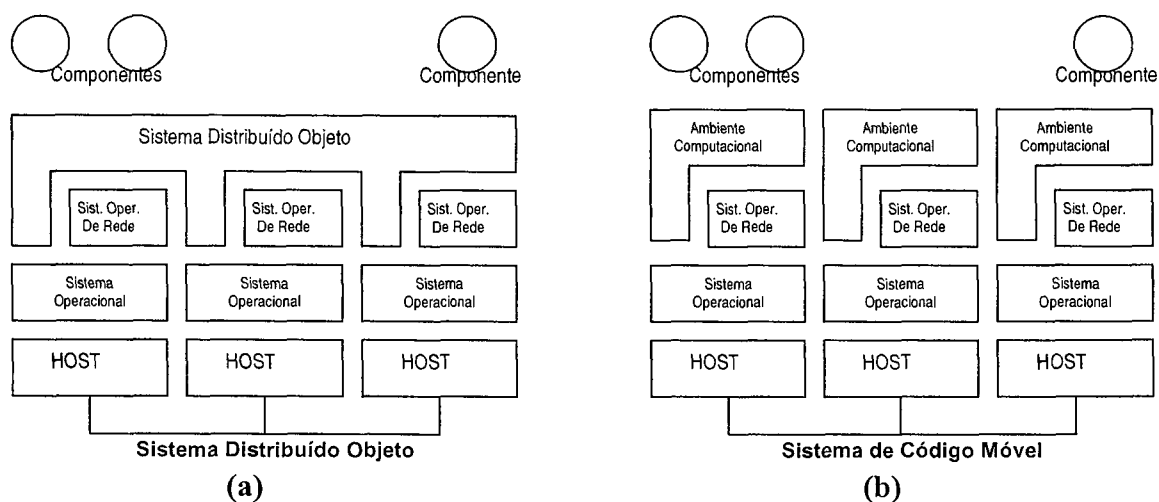 Componentes
Componente
Sistema Distribuído Objeto
Sist. Oper.
De Rede
Sist. Oper.
De Rede
Sist. Oper.
De Rede
Sistema
Operacional
Sistema
Operacional
Sistema
Operacional
HOST
HOST
HOST
Sistema Distribuído Objeto
(a)
Componentes
Componente
Ambiente
Computacional
Ambiente
Computacional
Ambiente
Computacional
Sist. Oper.
De Rede
Sist. Oper.
De Rede
Sist. Oper.
De Rede
Sistema
Operacional
Sistema
Operacional
Sistema
Operacional
HOST
HOST
HOST
Sistema de Código Móvel
(b)